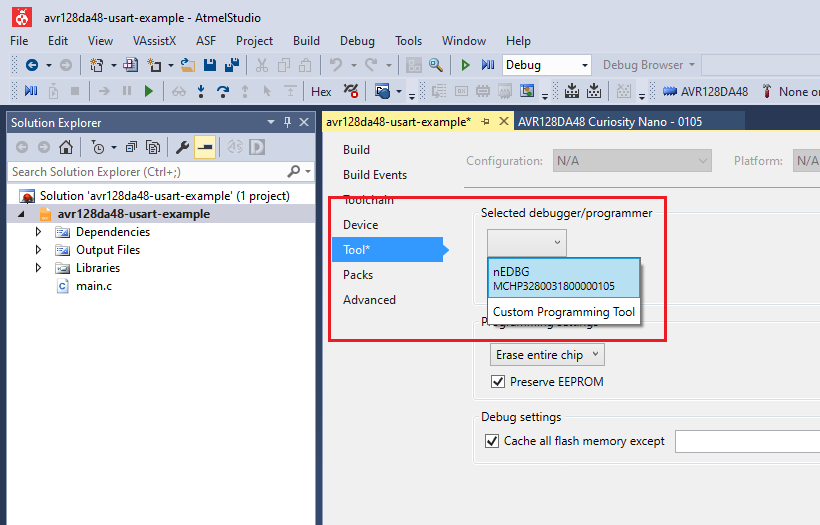 avr128da48-usart-example - AtmelStudio
File Edit View VAssistX ASF Project Build Debug Tools Window Help
Debug Debug Browser
Hex AVR128DA48 None or
Solution Explorer
avr128da48-usart-example* AVR128DA48 Curiosity Nano - 0105
Search Solution Explorer (Ctrl+;)
Solution 'avr128da48-usart-example' (1 project)
avr128da48-usart-example
Dependencies
Output Files
Libraries
main.c
Build
Build Events
Toolchain
Device
Tool*
Packs
Advanced
Configuration: N/A Platform: N/A
Selected debugger/programmer
nEDBG
MCHP3280031800000105
Custom Programming Tool
Programming settings
Erase entire chip
Preserve EEPROM
Debug settings
Cache all flash memory except